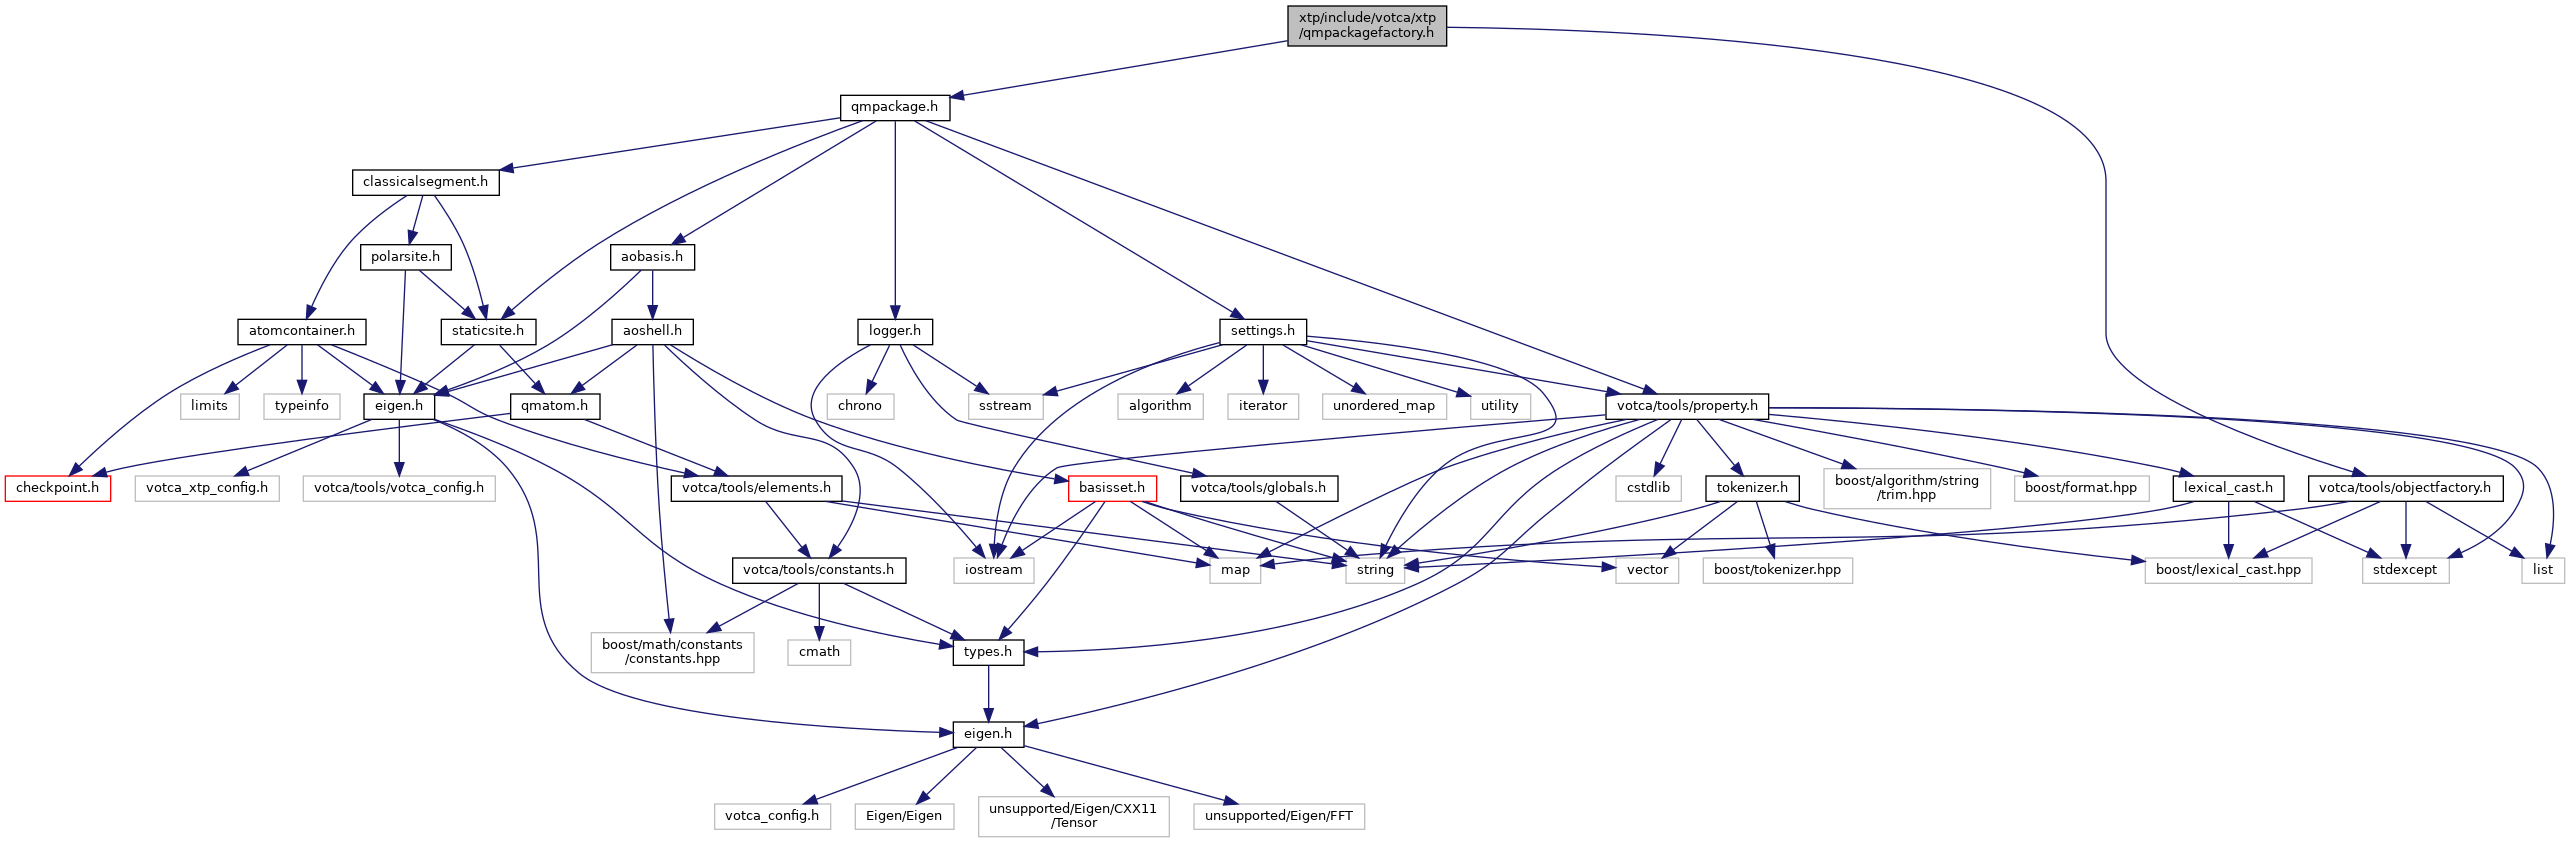 xtp/include/votca/xtp
/qmpackagefactory.h
qmpackage.h
classicalsegment.h
polarsite.h
aobasis.h
atomcontainer.h
staticsite.h
aoshell.h
logger.h
settings.h
limits
typeinfo
eigen.h
qmatom.h
chrono
sstream
algorithm
iterator
unordered_map
utility
votca/tools/property.h
checkpoint.h
votca_xtp_config.h
votca/tools/votca_config.h
votca/tools/elements.h
basisset.h
votca/tools/globals.h
cstdlib
tokenizer.h
boost/algorithm/string
/trim.hpp
boost/format.hpp
lexical_cast.h
votca/tools/objectfactory.h
votca/tools/constants.h
iostream
map
string
vector
boost/tokenizer.hpp
boost/lexical_cast.hpp
stdexcept
list
boost/math/constants
/constants.hpp
cmath
types.h
eigen.h
votca_config.h
Eigen/Eigen
unsupported/Eigen/CXX11
/Tensor
unsupported/Eigen/FFT